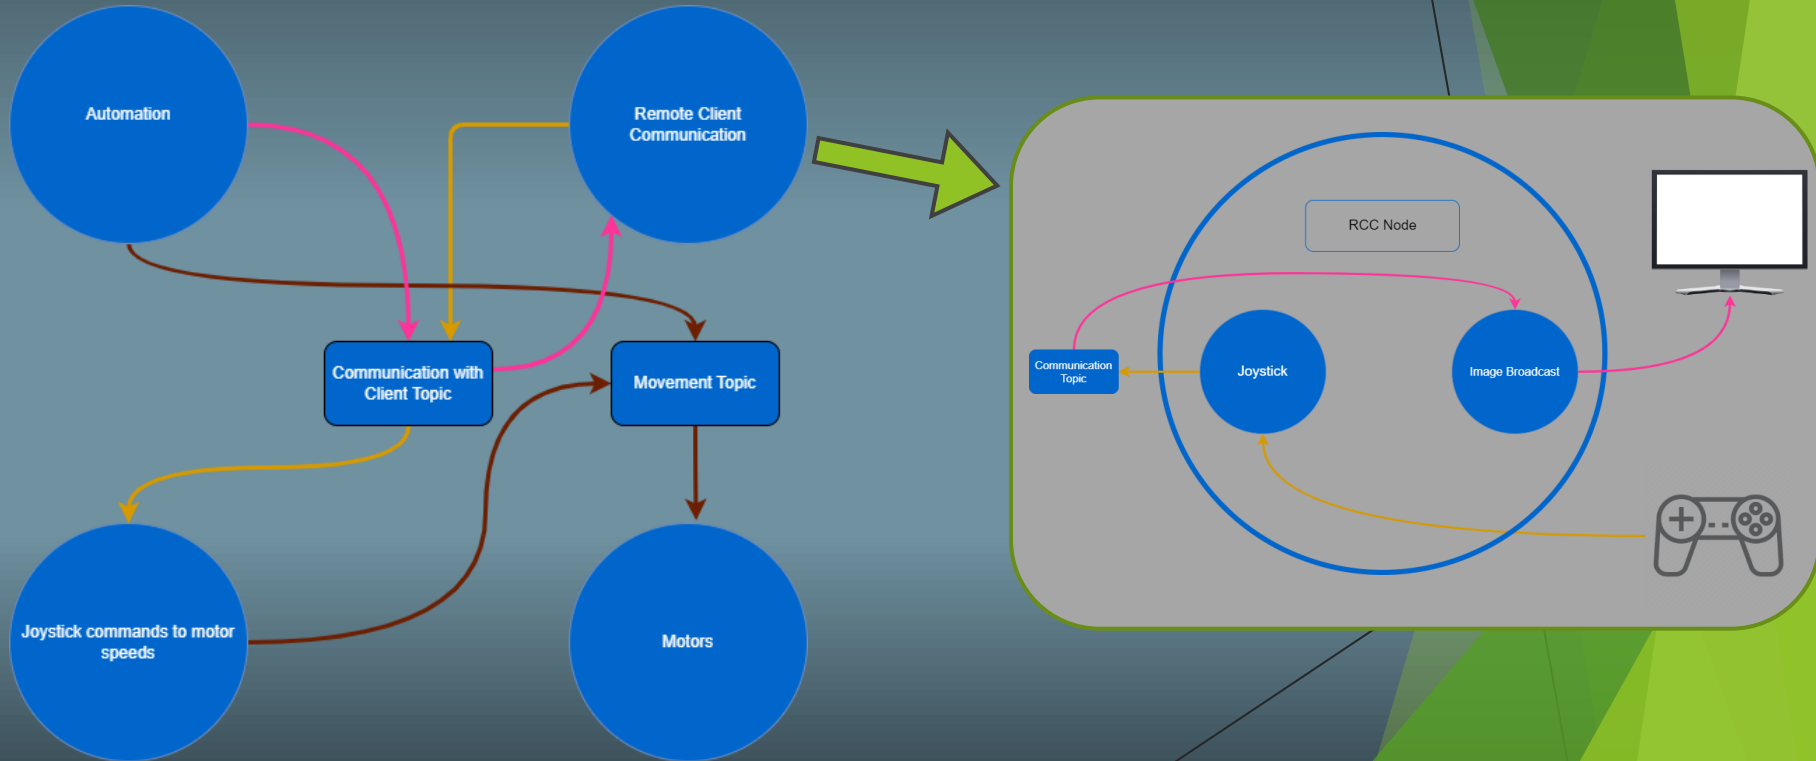 Automation
Remote Client
Communication
Communication with
Client Topic
Movement Topic
Joystick commands to motor
speeds
Motors
RCC Node
Communication
Topic
Joystick
Image Broadcast